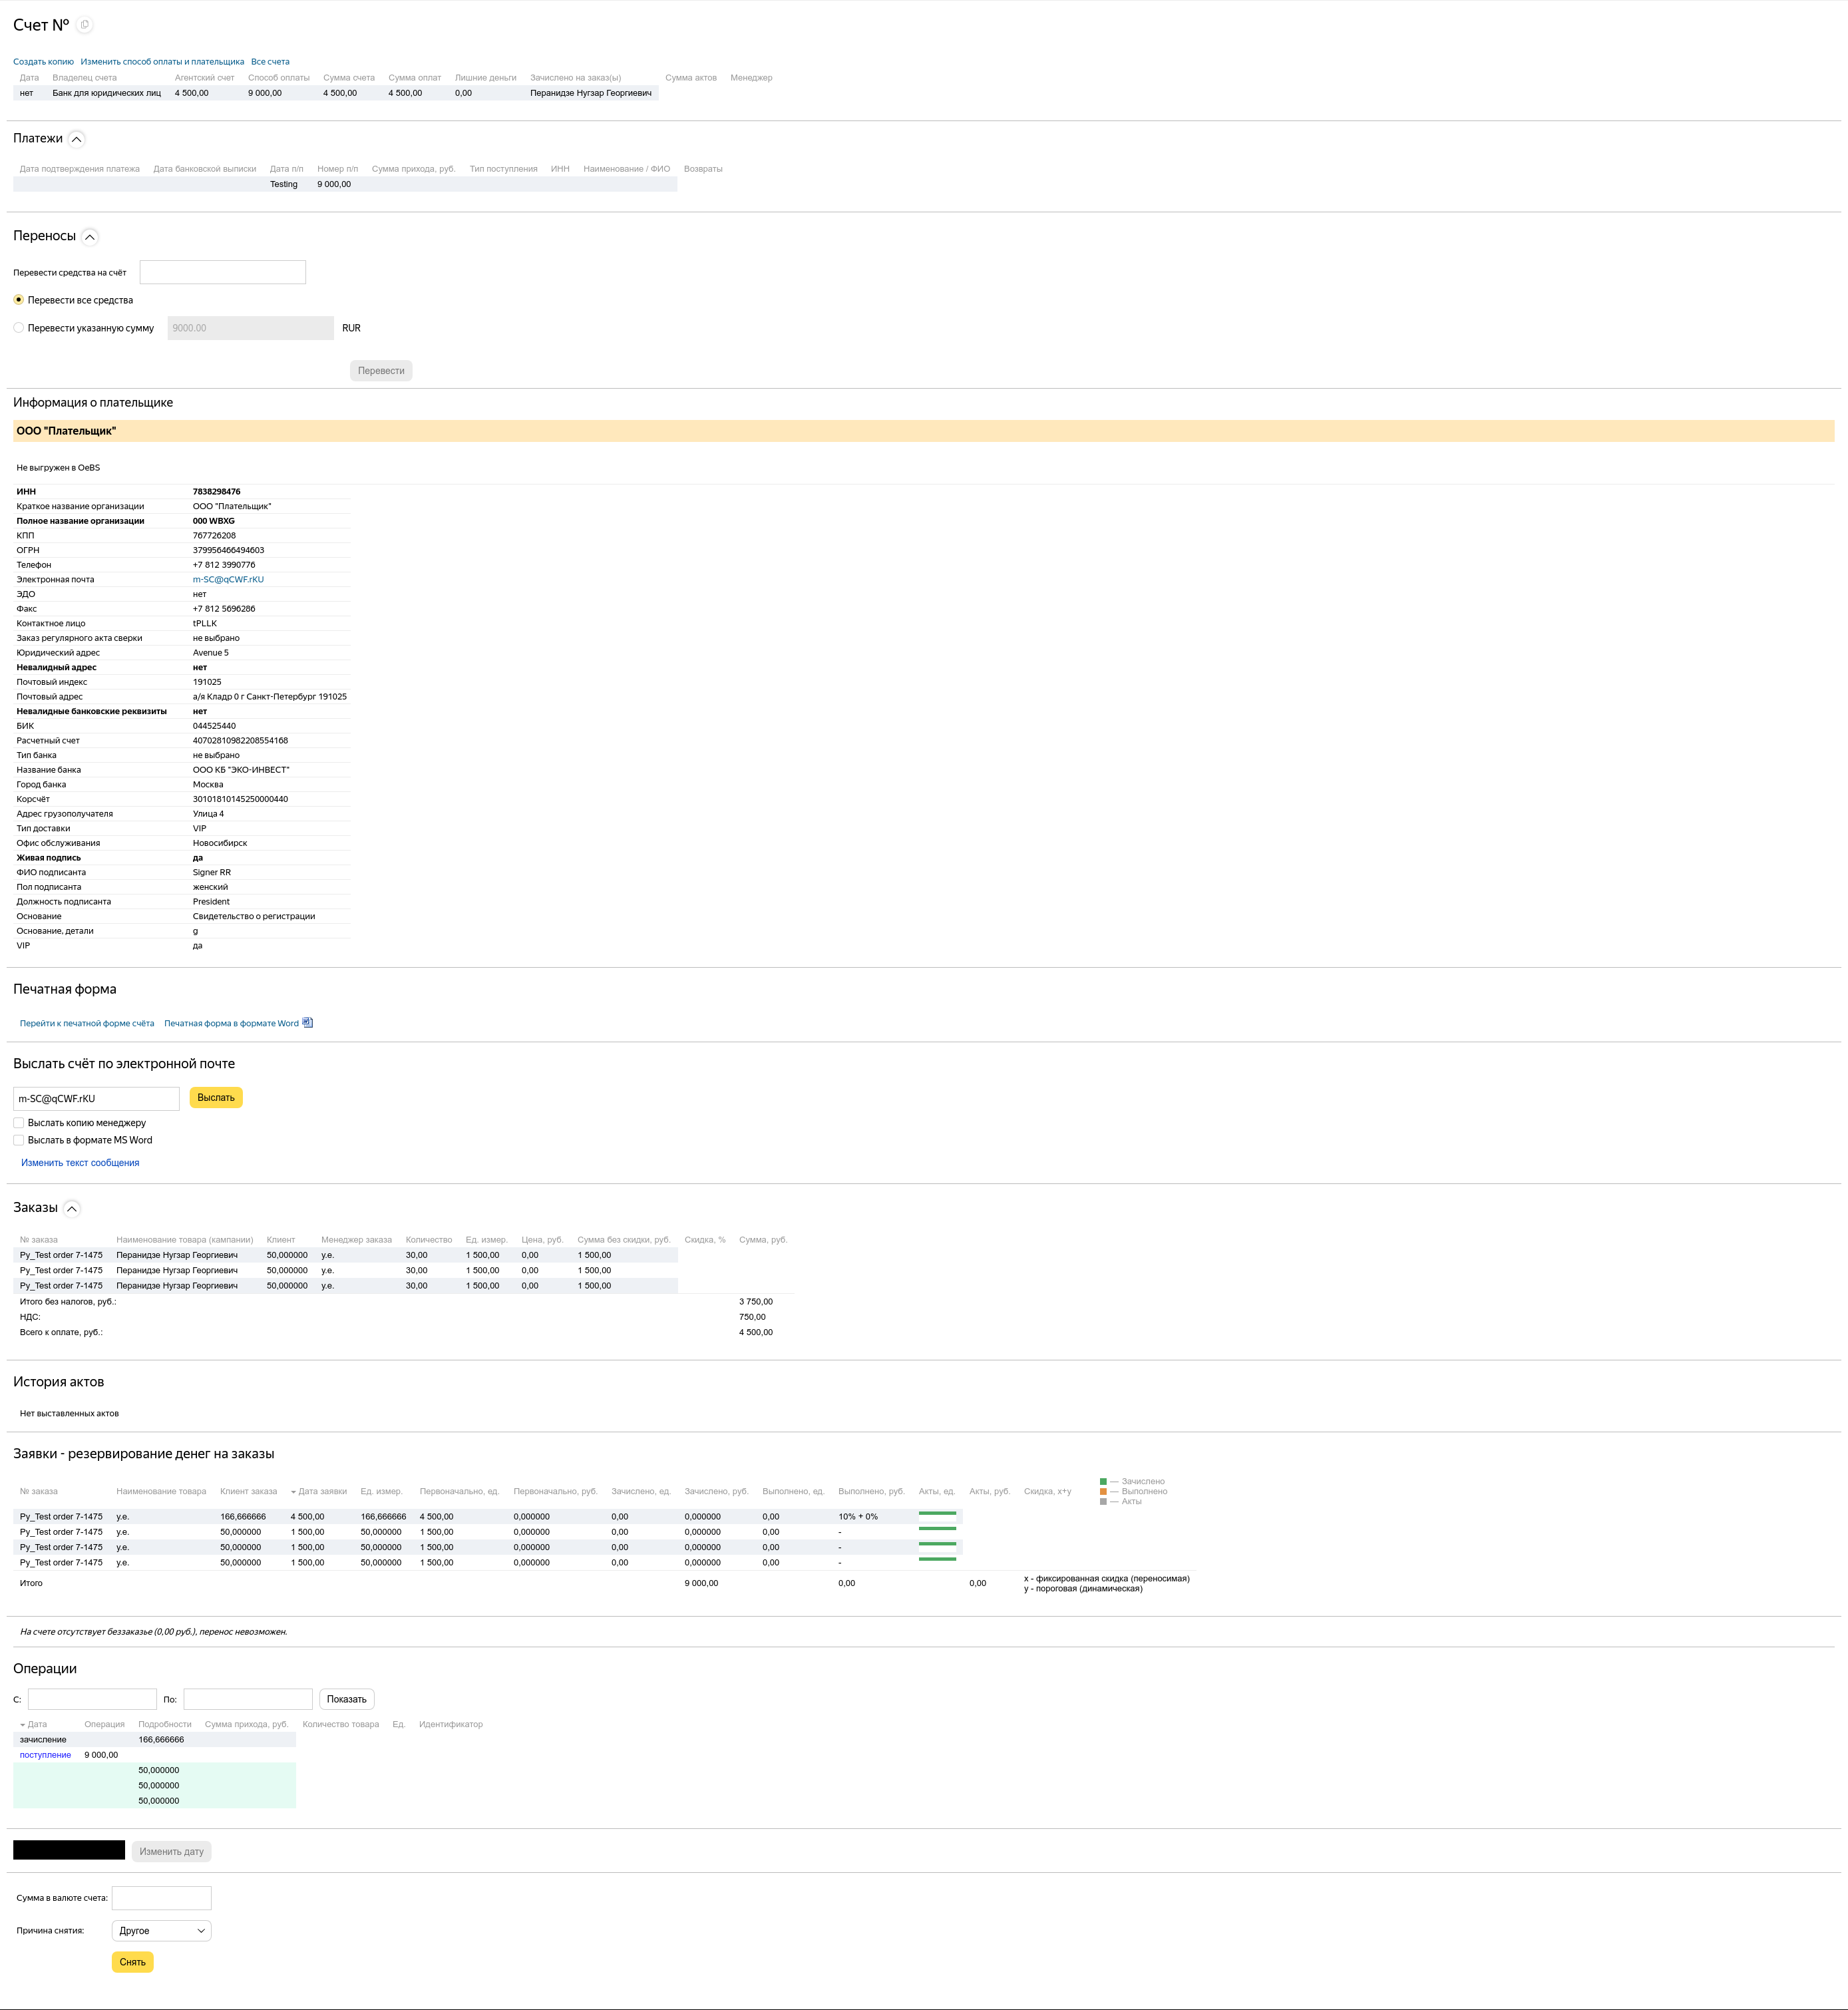 Счет №
Создать копию Изменить способ оплаты и плательщика Все счета
Дата Владелец счета Агентский счет Способ оплаты Сумма счета Сумма оплат Лишние деньги Зачислено на заказ(ы) Сумма актов Менеджер
нет Банк для юридических лиц 4 500,00 9 000,00 4 500,00 4 500,00 0,00 Перанидзе Нугзар Георгиевич
Платежи
Дата подтверждения платежа Дата банковской выписки Дата п/п Номер п/п Сумма прихода, руб. Тип поступления ИНН Наименование / ФИО Возвраты
Testing 9 000,00
Переносы
Перевести средства на счёт
Перевести все средства
Перевести указанную сумму 9000.00 RUR
Перевести
Информация о плательщике
ООО "Плательщик"
Не выгружен в OeBS
ИНН 7838298476
Краткое название организации ООО "Плательщик"
Полное название организации 000 WBXG
КПП 767726208
ОГРН 379956466494603
Телефон +7 812 3990776
Электронная почта m-SC@qCWF.rKU
ЭДО нет
Факс +7 812 5696286
Контактное лицо tPLLK
Заказ регулярного акта сверки не выбрано
Юридический адрес Avenue 5
Невалидный адрес нет
Почтовый индекс 191025
Почтовый адрес а/я Кладр 0 г Санкт-Петербург 191025
Невалидные банковские реквизиты нет
БИК 044525440
Расчетный счет 40702810982208554168
Тип банка не выбрано
Название банка ООО КБ "ЭКО-ИНВЕСТ"
Город банка Москва
Корсчёт 30101810145250000440
Адрес грузополучателя Улица 4
Тип доставки VIP
Офис обслуживания Новосибирск
Живая подпись да
ФИО подписанта Signer RR
Пол подписанта женский
Должность подписанта President
Основание Свидетельство о регистрации
Основание, детали g
VIP да
Печатная форма
Перейти к печатной форме счёта Печатная форма в формате Word
Выслать счёт по электронной почте
m-SC@qCWF.rKU Выслать
Выслать копию менеджеру
Выслать в формате MS Word
Изменить текст сообщения
Заказы
№ заказа Наименование товара (кампании) Клиент Менеджер заказа Количество Ед. измер. Цена, руб. Сумма без скидки, руб. Скидка, % Сумма, руб.
Py_Test order 7-1475 Перанидзе Нугзар Георгиевич 50,000000 у.е. 30,00 1 500,00 0,00 1 500,00
Py_Test order 7-1475 Перанидзе Нугзар Георгиевич 50,000000 у.е. 30,00 1 500,00 0,00 1 500,00
Py_Test order 7-1475 Перанидзе Нугзар Георгиевич 50,000000 у.е. 30,00 1 500,00 0,00 1 500,00
Итого без налогов, руб.: 3 750,00
НДС: 750,00
Всего к оплате, руб.: 4 500,00
История актов
Нет выставленных актов
Заявки - резервирование денег на заказы
№ заказа Наименование товара Клиент заказа Дата заявки Ед. измер. Первоначально, ед. Первоначально, руб. Зачислено, ед. Зачислено, руб. Выполнено, ед. Выполнено, руб. Акты, ед. Акты, руб. Скидка, x+y
— Зачислено
— Выполнено
— Акты
Py_Test order 7-1475 у.е. 166,666666 4 500,00 166,666666 4 500,00 0,000000 0,00 0,000000 0,00 10% + 0%
Py_Test order 7-1475 у.е. 50,000000 1 500,00 50,000000 1 500,00 0,000000 0,00 0,000000 0,00 -
Py_Test order 7-1475 у.е. 50,000000 1 500,00 50,000000 1 500,00 0,000000 0,00 0,000000 0,00 -
Py_Test order 7-1475 у.е. 50,000000 1 500,00 50,000000 1 500,00 0,000000 0,00 0,000000 0,00 -
Итого 9 000,00 0,00 0,00 x - фиксированная скидка (переносимая)
y - пороговая (динамическая)
На счете отсутствует беззаказье (0,00 руб.), перенос невозможен.
Операции
С: По: Показать
Дата Операция Подробности Сумма прихода, руб. Количество товара Ед. Идентификатор
зачисление 166,666666
поступление 9 000,00
50,000000
50,000000
50,000000
Изменить дату
Сумма в валюте счета:
Причина снятия: Другое
Снять